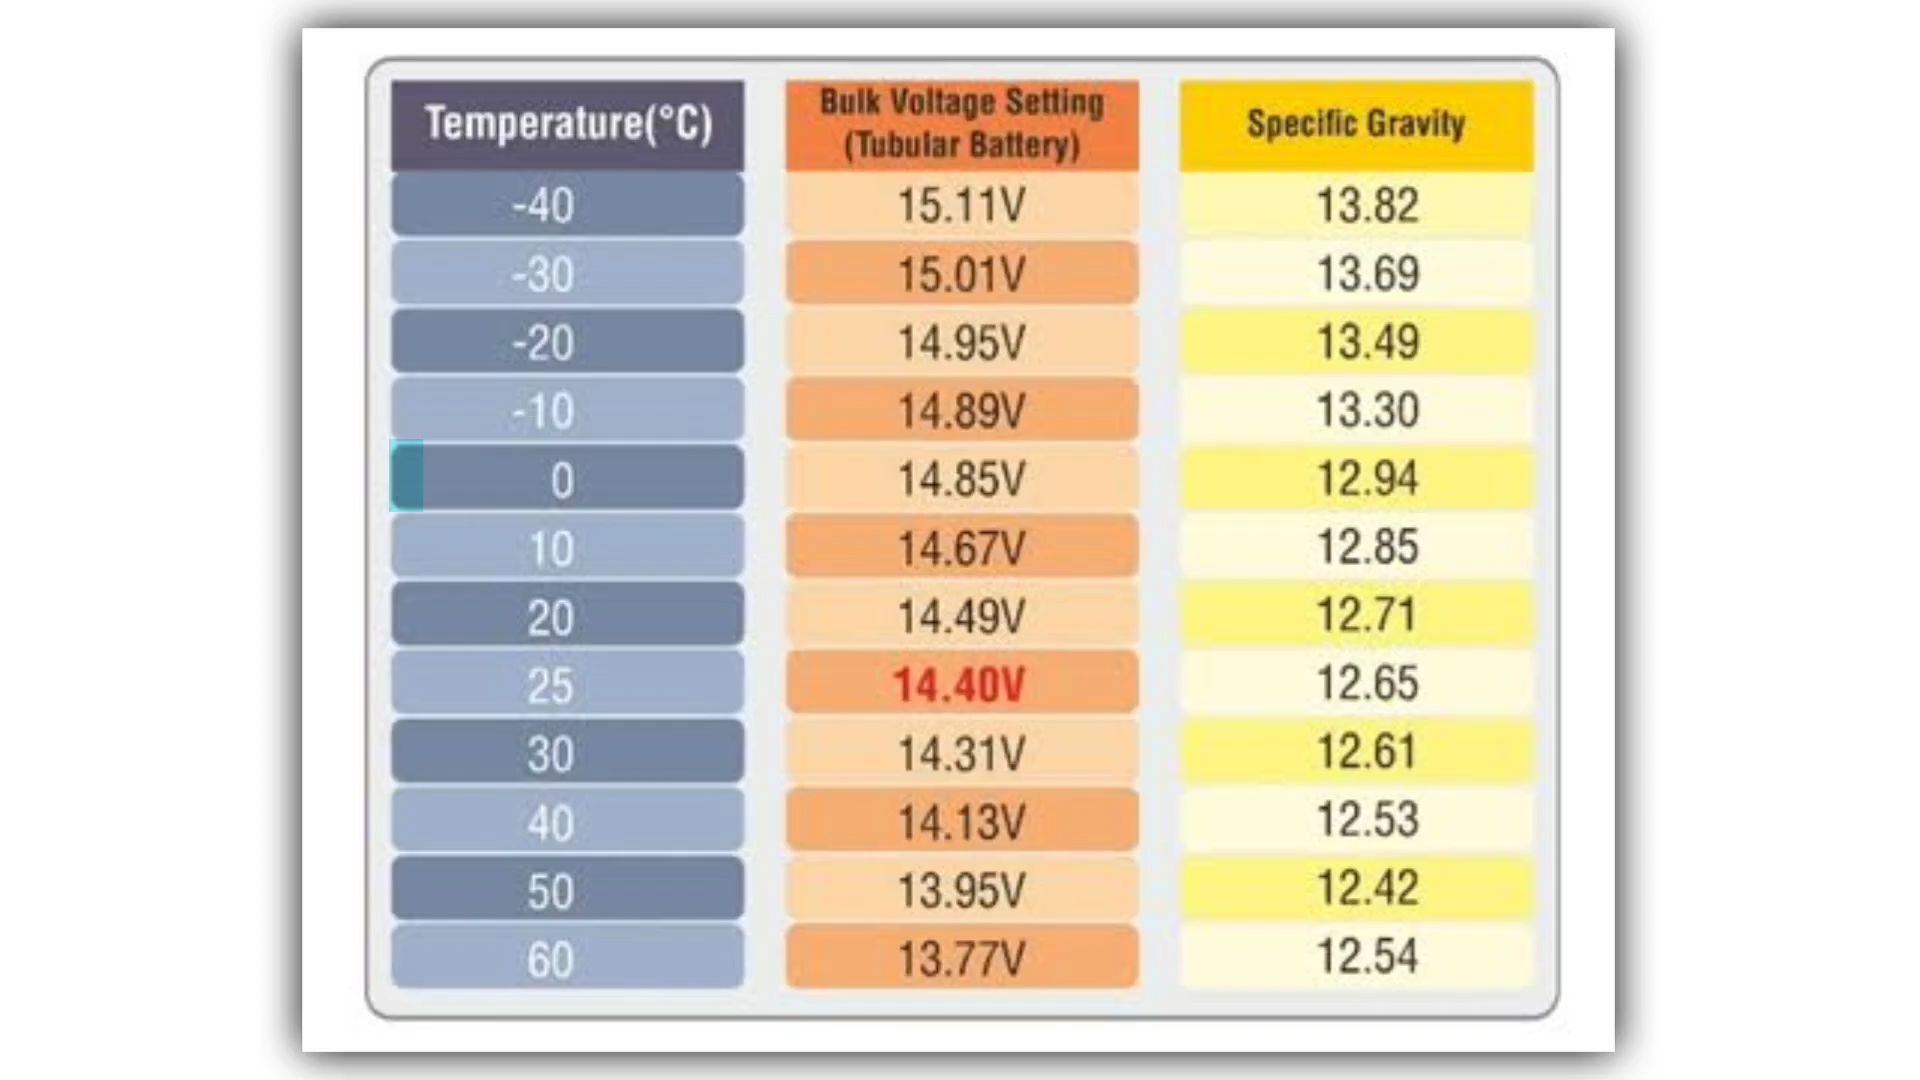 Temperature(°C) Bulk Voltage Setting (Tubular Battery) Specific Gravity
-40 15.11V 13.82
-30 15.01V 13.69
-20 14.95V 13.49
-10 14.89V 13.30
0 14.85V 12.94
10 14.67V 12.85
20 14.49V 12.71
25 14.40V 12.65
30 14.31V 12.61
40 14.13V 12.53
50 13.95V 12.42
60 13.77V 12.54